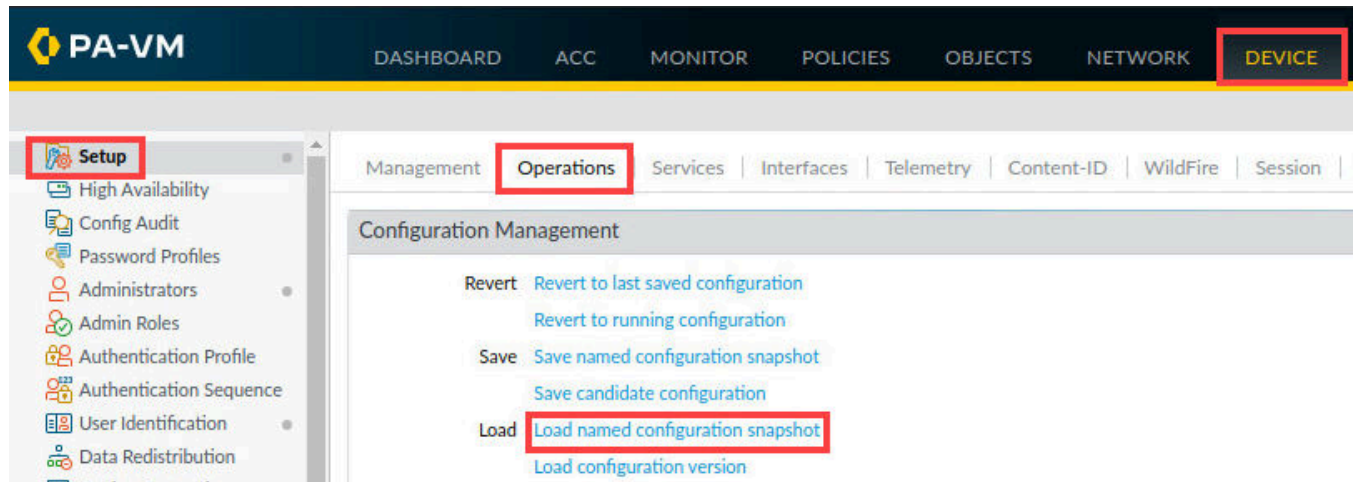 PA-VM
DASHBOARD ACC MONITOR POLICIES OBJECTS NETWORK DEVICE
Setup
High Availability
Config Audit
Password Profiles
Administrators
Admin Roles
Authentication Profile
Authentication Sequence
User Identification
Data Redistribution
Management Operations Services Interfaces Telemetry Content-ID WildFire Session
Configuration Management
Revert Revert to last saved configuration
Revert to running configuration
Save Save named configuration snapshot
Save candidate configuration
Load Load named configuration snapshot
Load configuration version